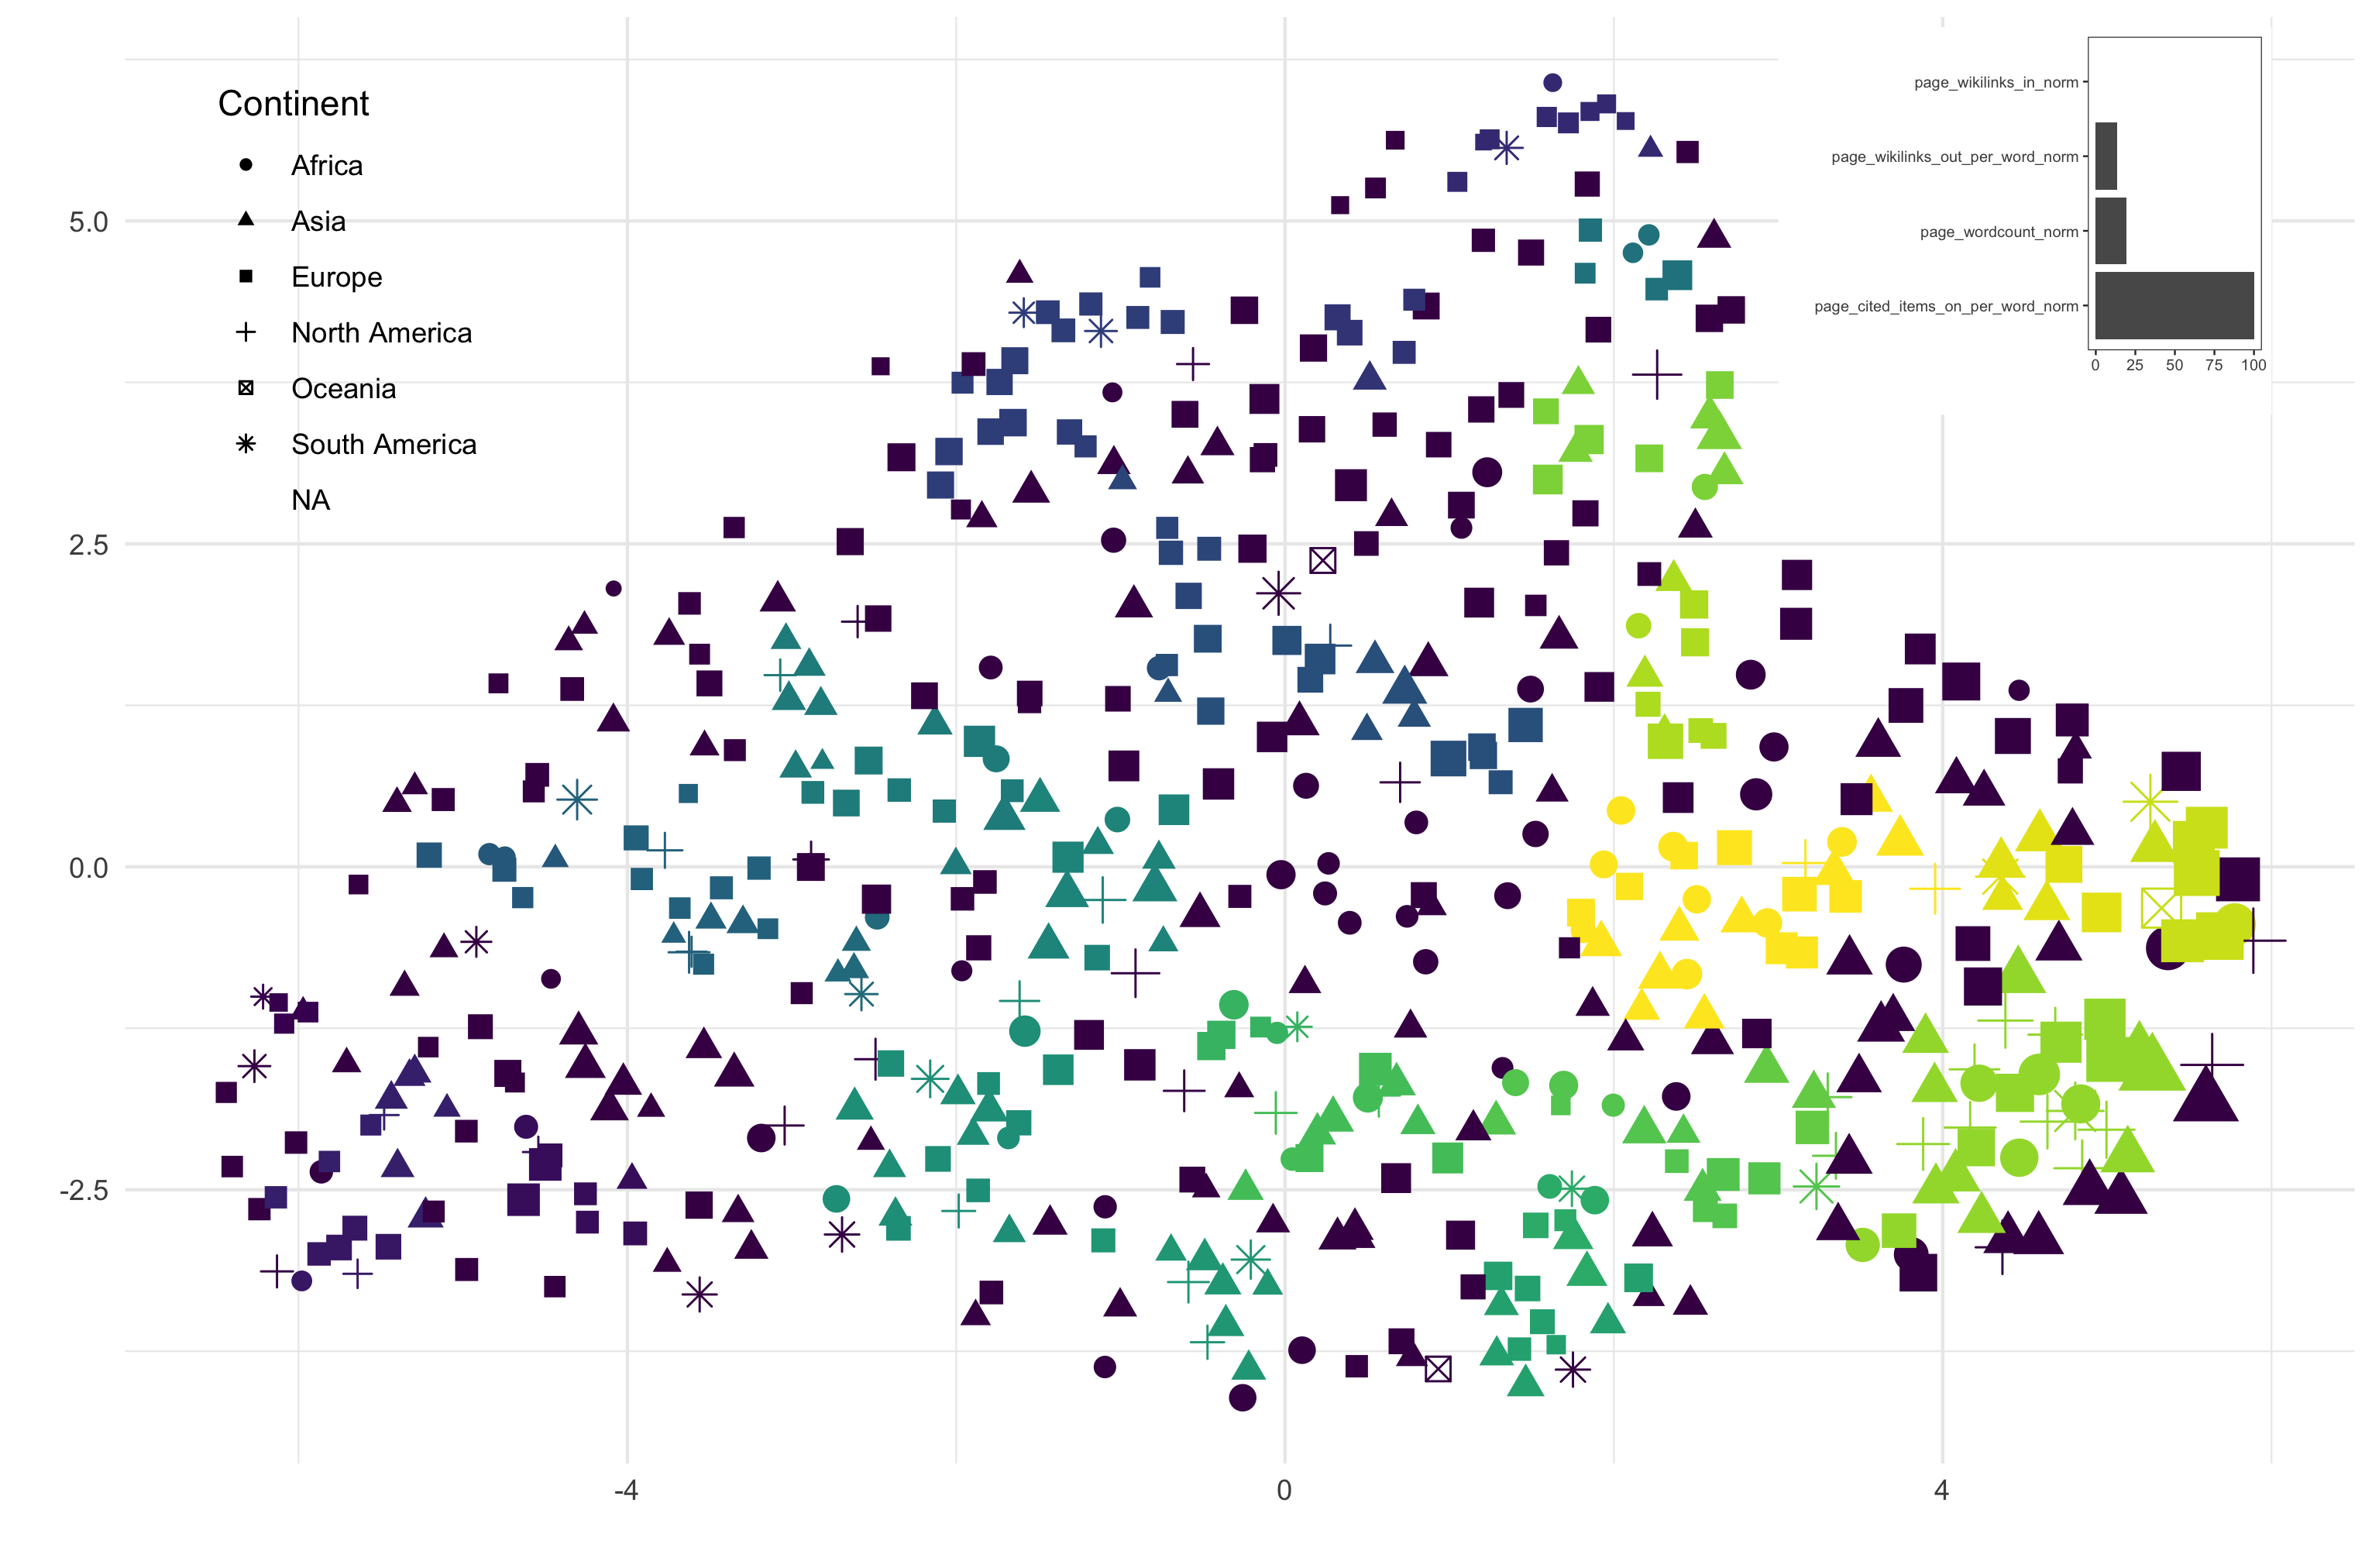 Continent
Africa
Asia
Europe
North America
Oceania
South America
NA
page_wikilinks_in_norm
page_wikilinks_out_per_word_norm
page_wordcount_norm
page_cited_items_on_per_word_norm
0 25 50 75 100
5.0
2.5
0.0
-2.5
-4 0 4